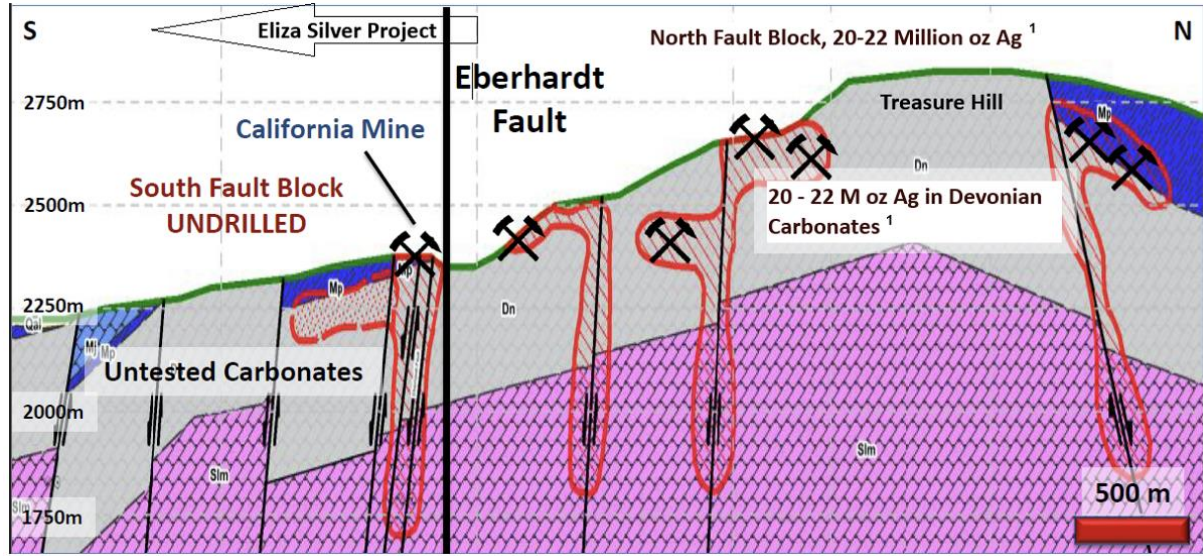 S
Eliza Silver Project
North Fault Block, 20-22 Million oz Ag ¹
N
Eberhardt
Fault
2750m
Treasure Hill
Mp
California Mine
Dn
South Fault Block
UNDRILLED
2500m
20 - 22 M oz Ag in Devonian
Carbonates ¹
Mp
Mp
2250m
Dn
Qal
Mj
Mp
Untested Carbonates
2000m
Slm
Slm
Slm
500 m
1750m